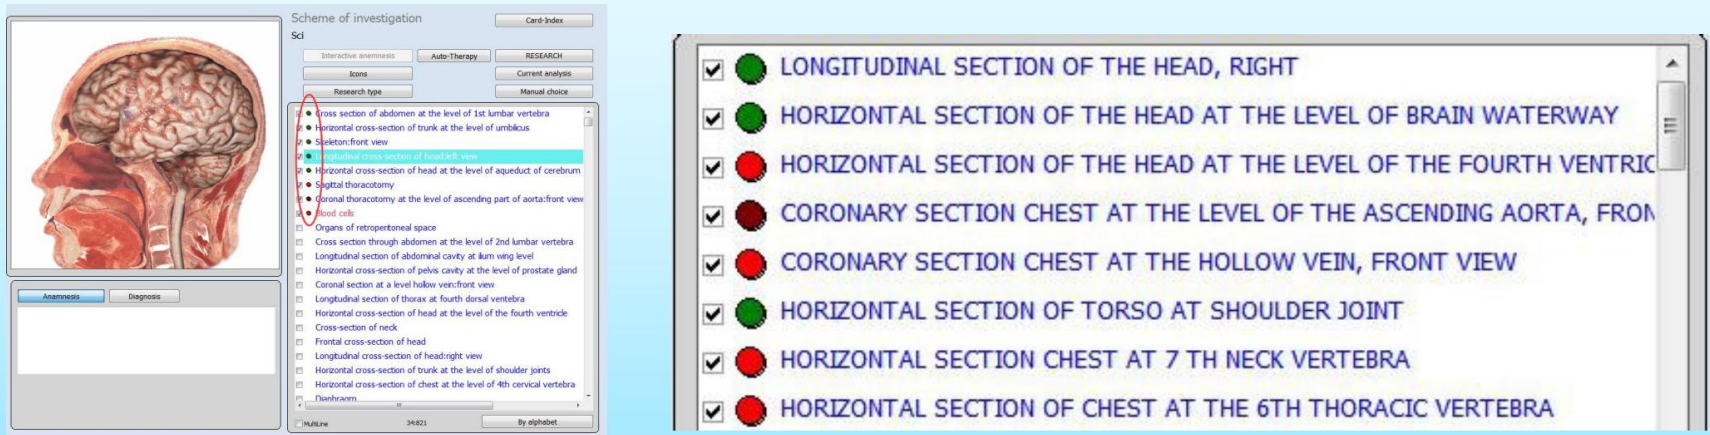 Scheme of investigation
Card-Index
Sci
Interactive anemnesis
Auto-Therapy
RESEARCH
Icons
Current analysis
Research type
Manual choice
Cross section of abdomen at the level of 1st lumbar vertebra
Horizontal cross-section of trunk at the level of umbilicus
Skeleton:front view
Longitudinal cross-section of head:left view
Horizontal cross-section of head at the level of aqueduct of cerebrum
Sagittal thoracotomy
Coronal thoracotomy at the level of ascending part of aorta:front view
Blood cells
Organs of retroperitoneal space
Cross section through abdomen at the level of 2nd lumbar vertebra
Longitudinal section of abdominal cavity at ilium wing level
Horizontal cross-section of pelvis cavity at the level of prostate gland
Coronal section at a level hollow vein:front view
Longitudinal section of thorax at fourth dorsal ventebra
Horizontal cross-section of head at the level of the fourth ventricle
Cross-section of neck
Frontal cross-section of head
Longitudinal cross-section of head:right view
Horizontal cross-section of trunk at the level of shoulder joints
Horizontal cross-section of chest at the level of 4th cervical vertebra
Diaphragm
MultiLine
34:821
By alphabet
Anamnesis
Diagnosis
LONGITUDINAL SECTION OF THE HEAD, RIGHT
HORIZONTAL SECTION OF THE HEAD AT THE LEVEL OF BRAIN WATERWAY
HORIZONTAL SECTION OF THE HEAD AT THE LEVEL OF THE FOURTH VENTRIC
CORONARY SECTION CHEST AT THE LEVEL OF THE ASCENDING AORTA, FRON
CORONARY SECTION CHEST AT THE HOLLOW VEIN, FRONT VIEW
HORIZONTAL SECTION OF TORSO AT SHOULDER JOINT
HORIZONTAL SECTION CHEST AT 7 TH NECK VERTEBRA
HORIZONTAL SECTION OF CHEST AT THE 6TH THORACIC VERTEBRA